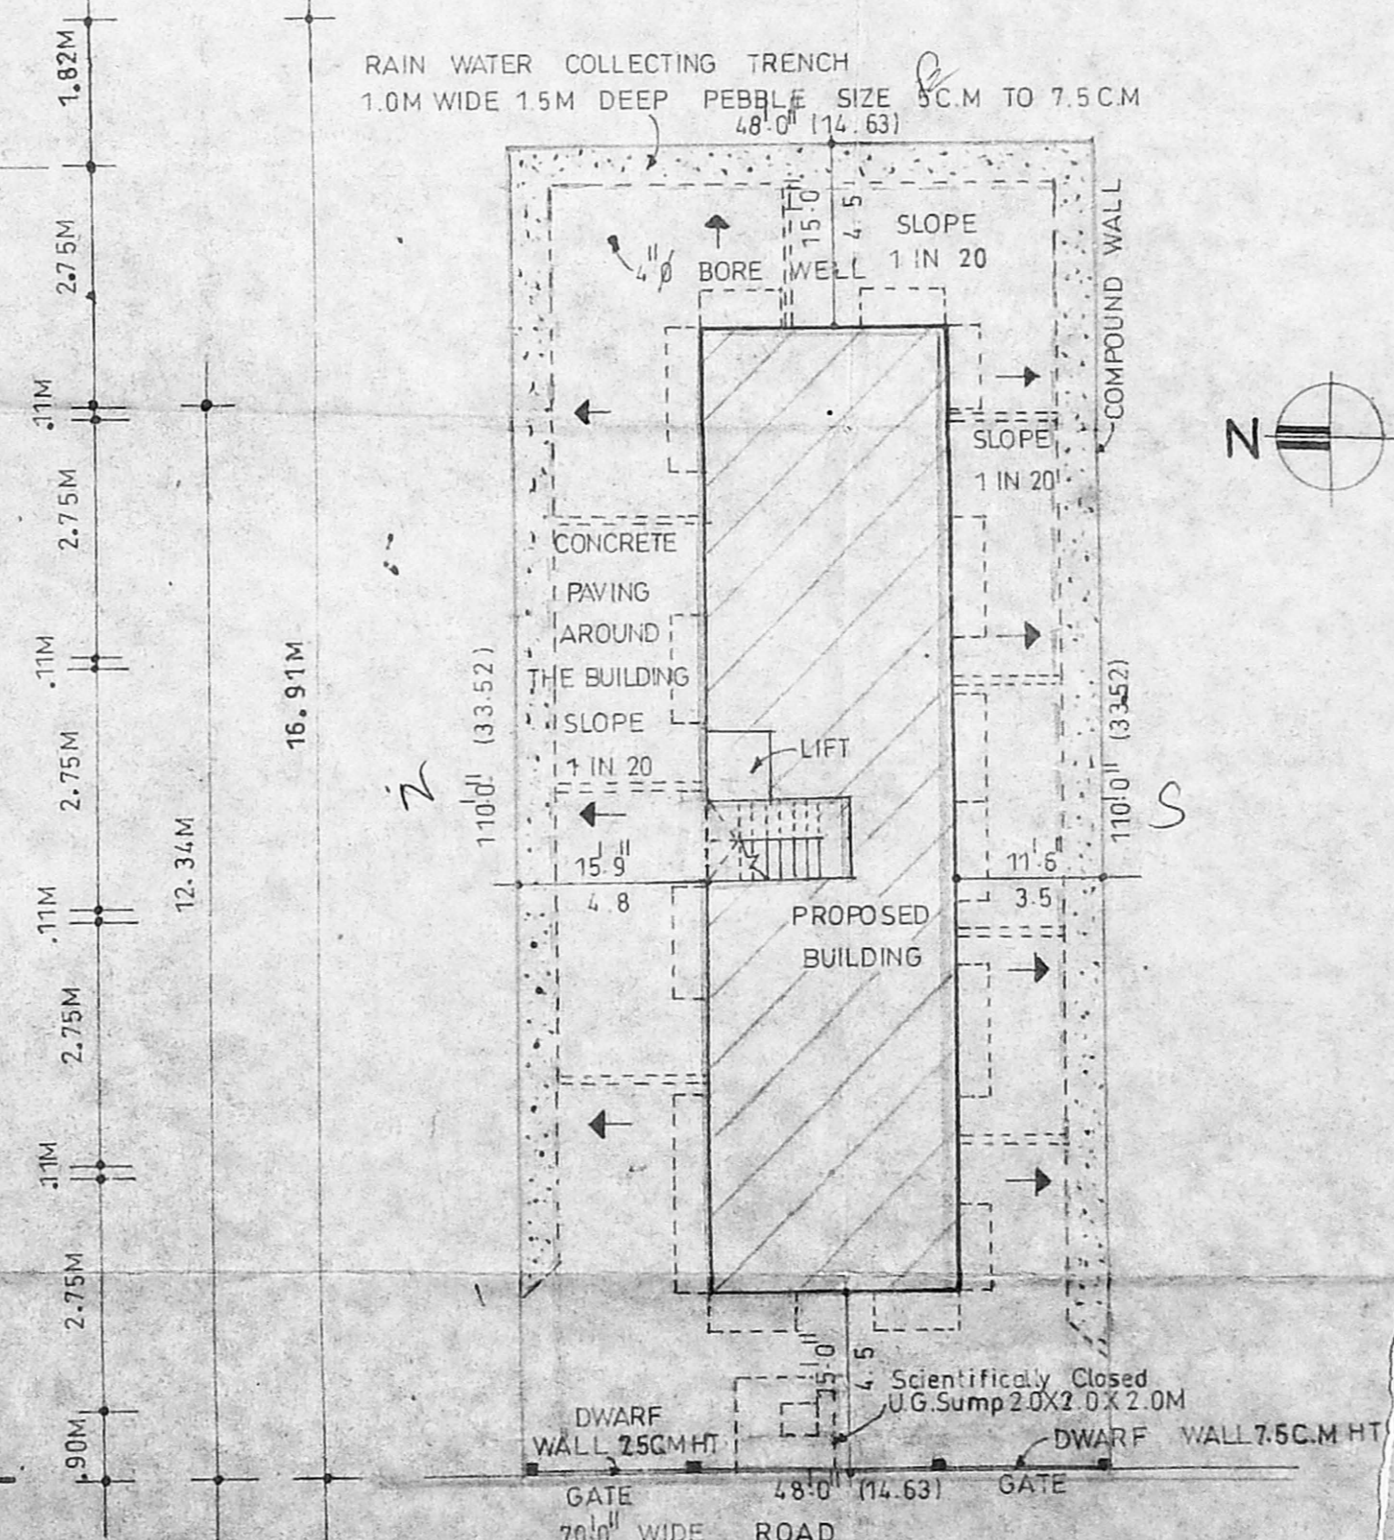 RAIN WATER COLLECTING TRENCH
1.0M WIDE 1.5M DEEP PEBBLE SIZE 5C.M TO 7.5C.M
48'-0" (14.63)
15'-0"
4.5
SLOPE
1 IN 20
4"Ø BORE WELL
COMPOUND WALL
N
SLOPE
1 IN 20
CONCRETE
PAVING
AROUND
THE BUILDING
SLOPE
1 IN 20
LIFT
110'-0" (33.52)
110'-0" (33.52)
N
S
15'-9"
4.8
11'-6"
3.5
PROPOSED
BUILDING
15'-0"
4.5
Scientifically Closed
U.G.Sump 2.0X2.0X2.0M
DWARF
WALL 7.5C.M HT
DWARF WALL 7.5C.M HT
GATE
48'-0" (14.63)
GATE
70'-0" WIDE ROAD
1.82M
2.75M
.11M
2.75M
.11M
2.75M
.11M
2.75M
.11M
2.75M
.90M
12.34M
16.91M